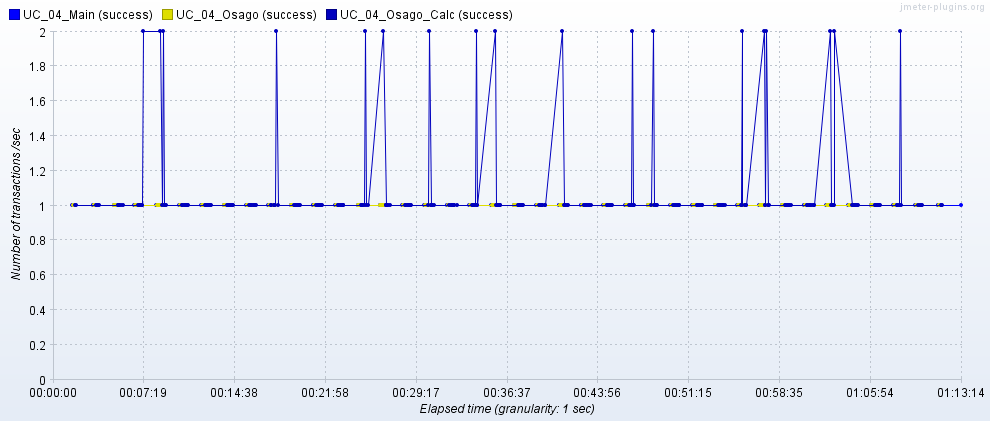 UC_04_Main (success) UC_04_Osago (success) UC_04_Osago_Calc (success)
jmeter-plugins.org
Number of transactions /sec
2
1.8
1.6
1.4
1.2
1
0.8
0.6
0.4
0.2
0
00:00:00 00:07:19 00:14:38 00:21:58 00:29:17 00:36:37 00:43:56 00:51:15 00:58:35 01:05:54 01:13:14
Elapsed time (granularity: 1 sec)